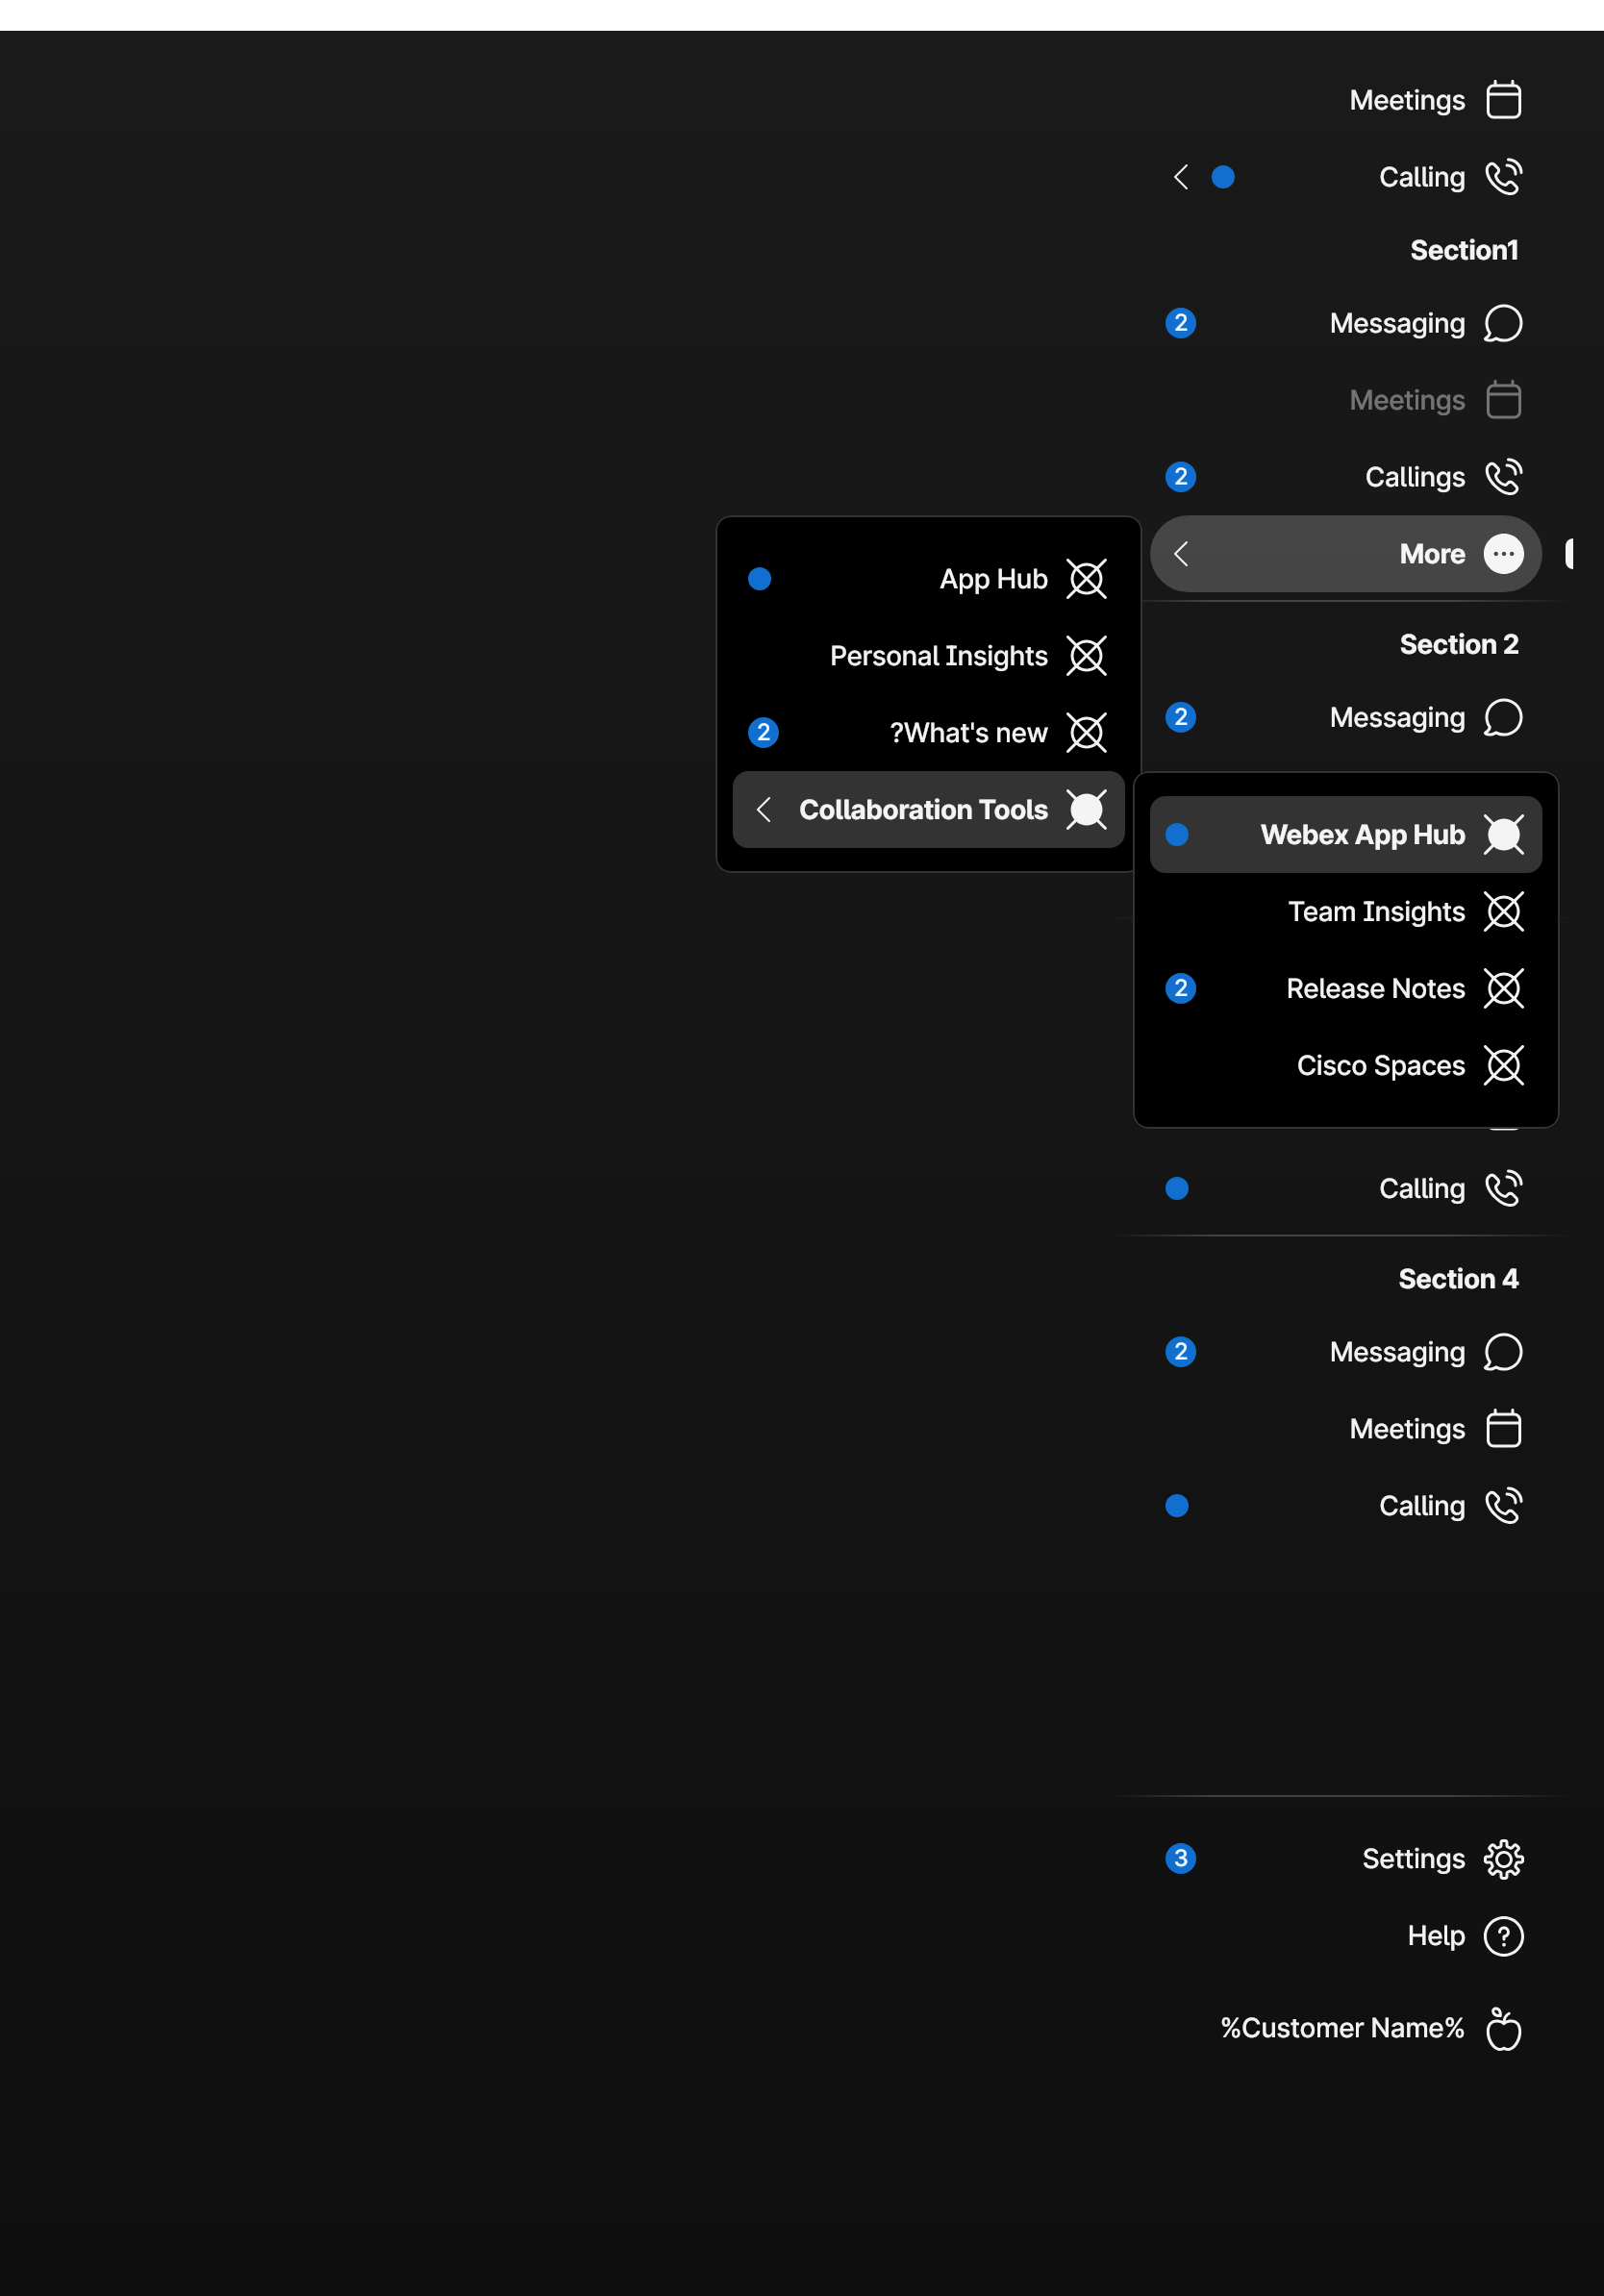 Meetings
Calling
Section1
Messaging 2
Meetings
Callings 2
More
App Hub
Personal Insights
?What's new 2
Collaboration Tools
Section 2
Messaging 2
Webex App Hub
Team Insights
Release Notes 2
Cisco Spaces
Calling
Section 4
Messaging 2
Meetings
Calling
Settings 3
Help ?
%Customer Name%